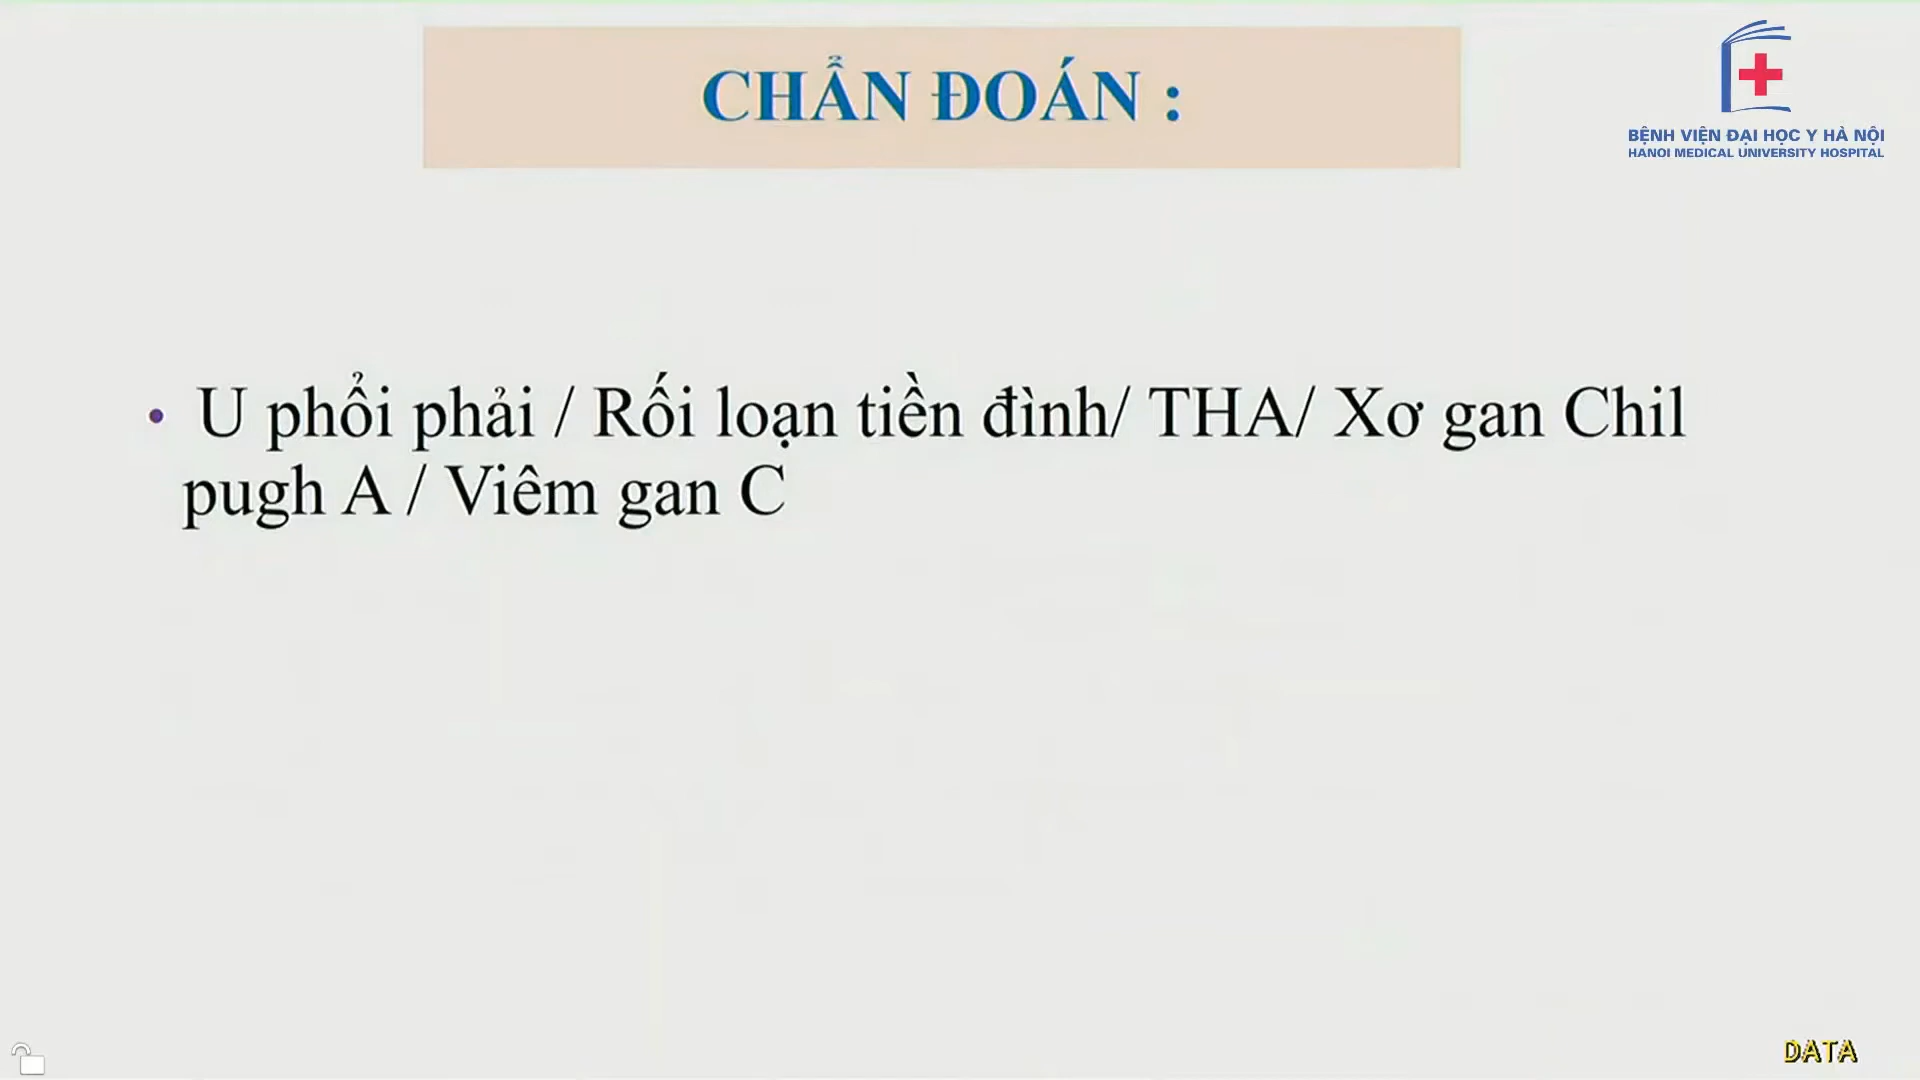 CHẨN ĐOÁN :
BỆNH VIỆN ĐẠI HỌC Y HÀ NỘI
HANOI MEDICAL UNIVERSITY HOSPITAL
• U phổi phải / Rối loạn tiền đình/ THA/ Xơ gan Chil
pugh A / Viêm gan C
DATA